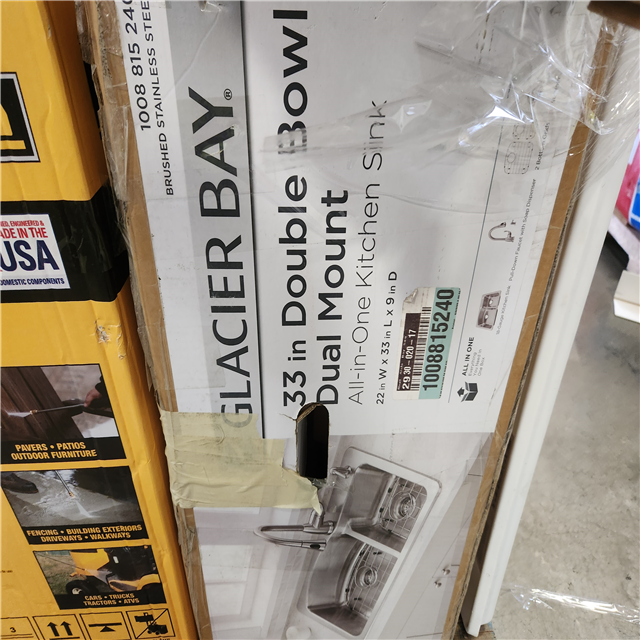 1008 815 240
BRUSHED STAINLESS STEEL
GLACIER BAY®
33 in Double Bowl
Dual Mount
All-in-One Kitchen Sink
22 in W x 33 in L x 9 in D
1008815240
ALL IN ONE
MADE IN THE
USA
DOMESTIC COMPONENTS
PAVERS • PATIOS
OUTDOOR FURNITURE
FENCING • BUILDING EXTERIORS
DRIVEWAYS • WALKWAYS
CARS • TRUCKS
TRACTORS • ATVS
3